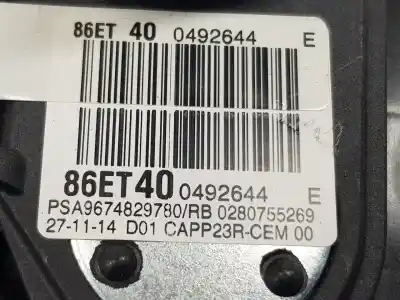 86ET 40 0492644 E
86ET40 0492644 E
PSA9674829780/RB 0280755269
27-11-14 D01 CAPP23R-CEM 00